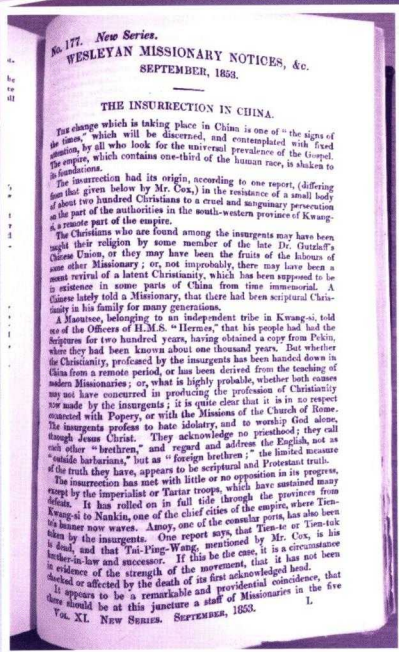 No. 177. New Series.
WESLEYAN MISSIONARY NOTICES, &c.
SEPTEMBER, 1853.
THE INSURRECTION IN CHINA.
THE change which is taking place in China is one of "the signs of
the times," which will be discerned, and contemplated with fixed
attention, by all who look for the universal prevalence of the Gospel.
The empire, which contains one-third of the human race, is shaken to
its foundations.
The insurrection had its origin, according to one report, (differing
from that given below by Mr. Cox,) in the resistance of a small body
of about two hundred Christians to a cruel and sanguinary persecution
on the part of the authorities in the south-western province of Kwang-
si, a remote part of the empire.
The Christians who are found among the insurgents may have been
taught their religion by some member of the late Dr. Gutzlaff's
Chinese Union, or they may have been the fruits of the labours of
some other Missionary; or, not improbably, there may have been a
recent revival of a latent Christianity, which has been supposed to be
in existence in some parts of China from time immemorial. A
Chinese lately told a Missionary, that there had been scriptural Chris-
tianity in his family for many generations.
A Maoutsee, belonging to an independent tribe in Kwang-si, told
one of the Officers of H.M.S. "Hermes," that his people had had the
Scriptures for two hundred years, having obtained a copy from Pekin,
where they had been known about one thousand years. But whether
the Christianity, professed by the insurgents has been handed down in
China from a remote period, or has been derived from the teaching of
modern Missionaries; or, what is highly probable, whether both causes
may not have concurred in producing the profession of Christianity
now made by the insurgents; it is quite clear that it is in no respect
connected with Popery, or with the Missions of the Church of Rome.
The insurgents profess to hate idolatry, and to worship God alone,
through Jesus Christ. They acknowledge no priesthood; they call
each other "brethren," and regard and address the English, not as
"outside barbarians," but as "foreign brethren;" the limited measure
of the truth they have, appears to be scriptural and Protestant truth.
The insurrection has met with little or no opposition in its progress,
except by the imperialist or Tartar troops, which have sustained many
defeats. It has rolled on in full tide through the provinces from
Kwang-si to Nankin, one of the chief cities of the empire, where Tien-
te's banner now waves. Amoy, one of the consular ports, has also been
taken by the insurgents. One report says, that Tien-te or Tien-tok
is dead, and that Tai-Ping-Wang, mentioned by Mr. Cox, is his
brother-in-law and successor. If this be the case, it is a circumstance
in evidence of the strength of the movement, that it has not been
checked or affected by the death of its first acknowledged head.
It appears to be a remarkable and providential coincidence, that
there should be at this juncture a staff of Missionaries in the five
VOL. XI. NEW SERIES. SEPTEMBER, 1853. L